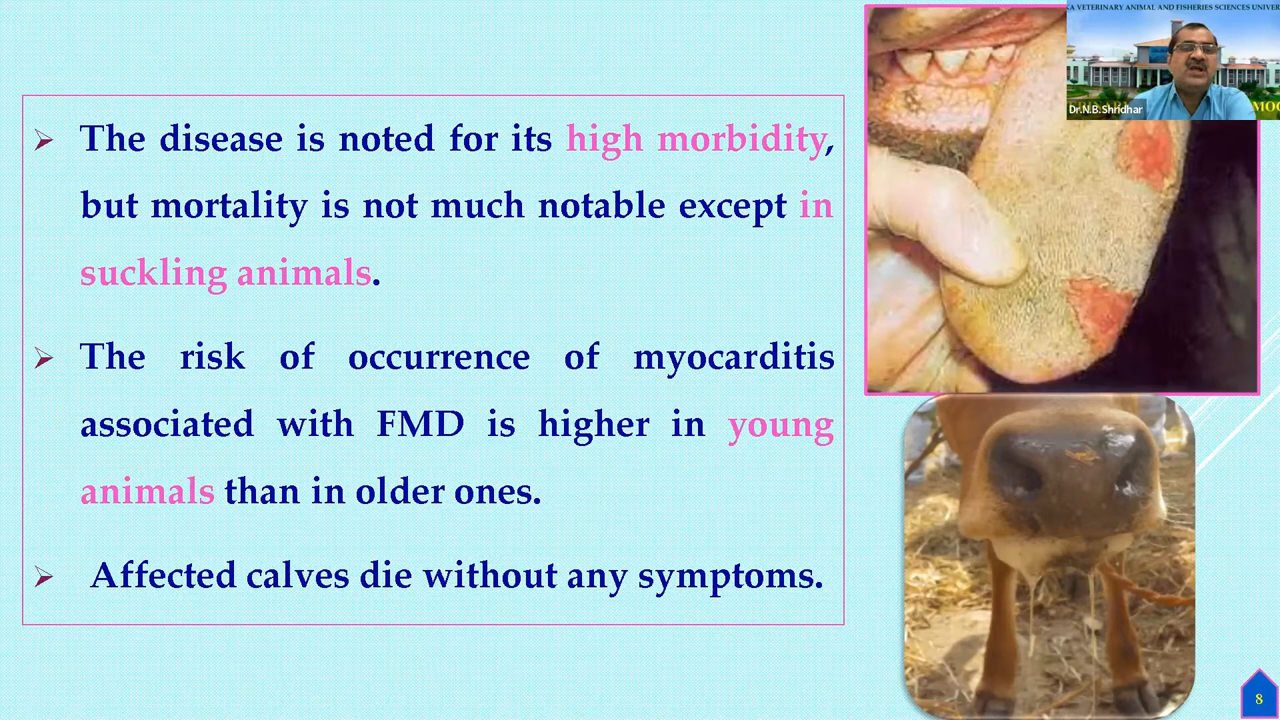 KA VETERINARY ANIMAL AND FISHERIES SCIENCES UNIVER
Dr.N.B.Shridhar
MOO
The disease is noted for its high morbidity,
but mortality is not much notable except in
suckling animals.
The risk of occurrence of myocarditis
associated with FMD is higher in young
animals than in older ones.
Affected calves die without any symptoms.
8